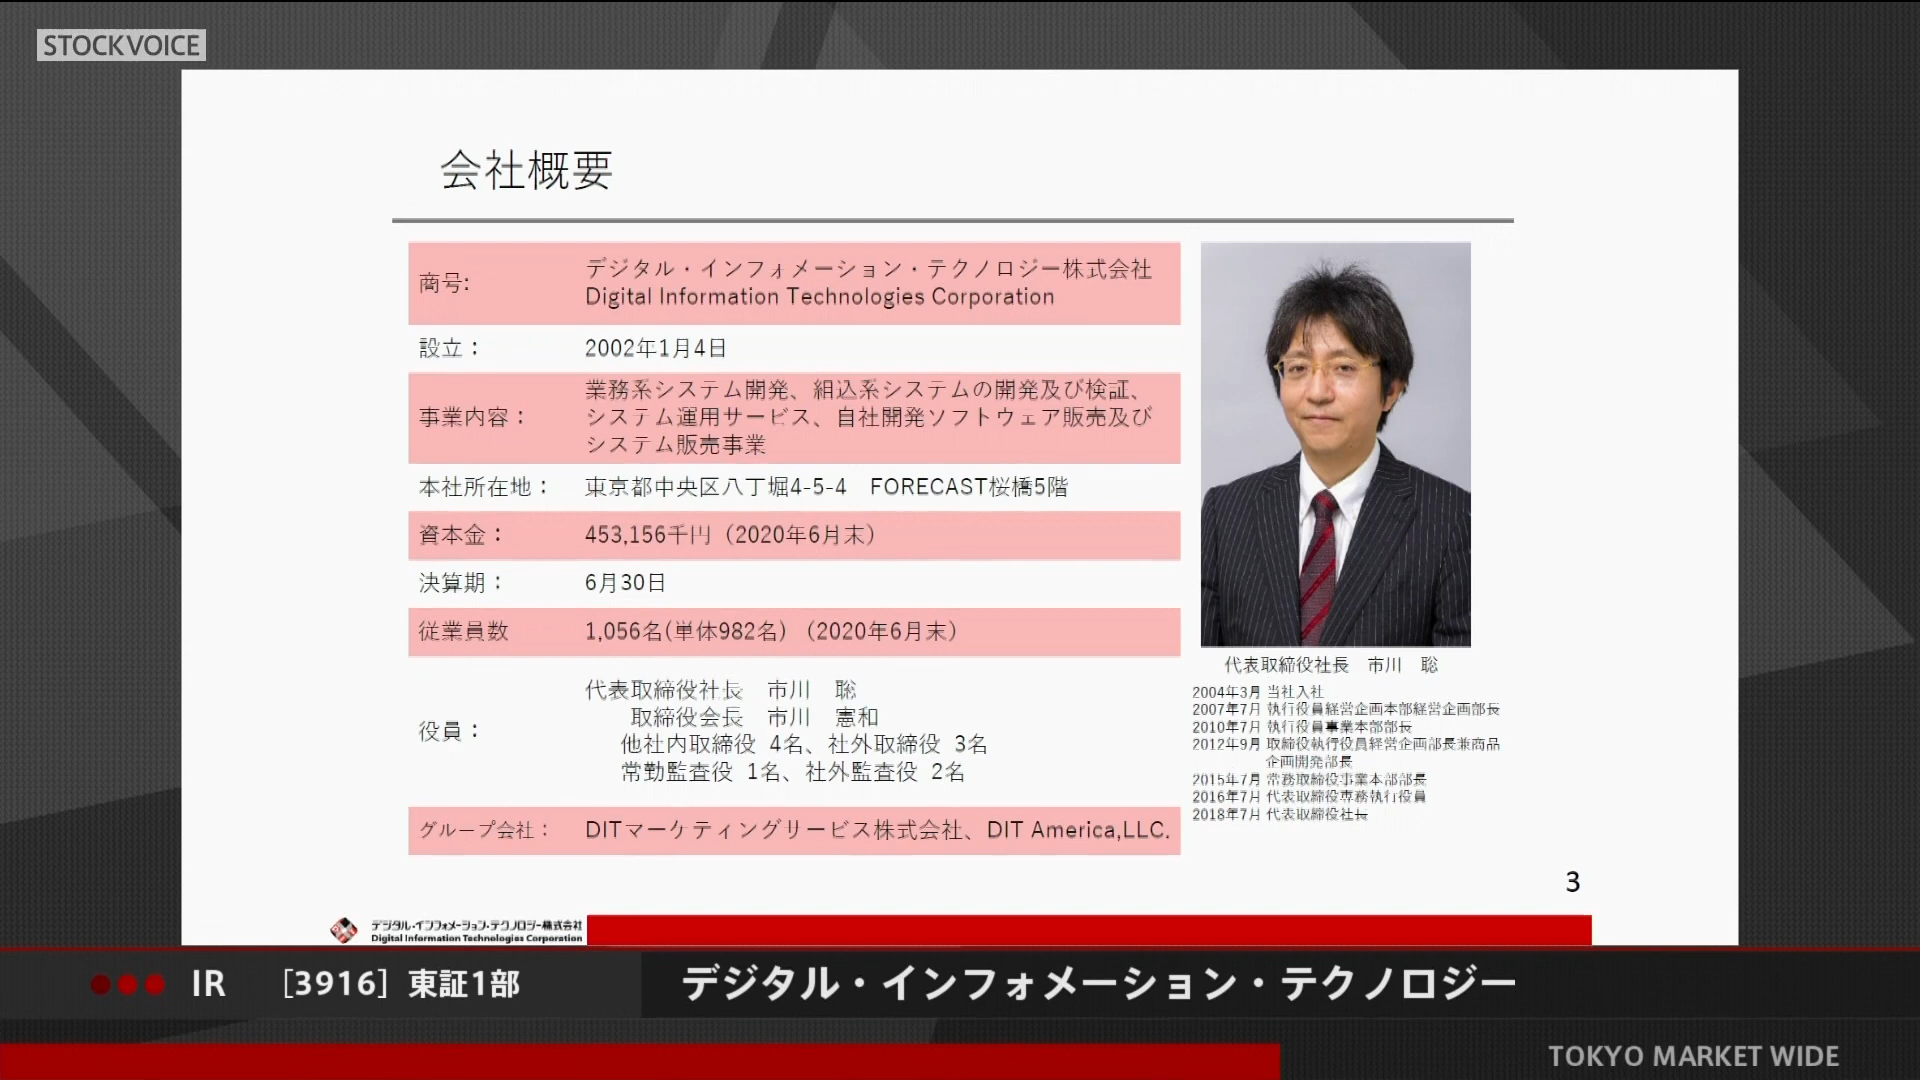 STOCKVOICE
会社概要
商号:
デジタル・インフォメーション・テクノロジー株式会社
Digital Information Technologies Corporation
設立：
2002年1月4日
事業内容：
業務系システム開発、組込系システムの開発及び検証、
システム運用サービス、自社開発ソフトウェア販売及び
システム販売事業
本社所在地：
東京都中央区八丁堀4-5-4　FORECAST桜橋5階
資本金：
453,156千円（2020年6月末）
決算期：
6月30日
従業員数
1,056名(単体982名) （2020年6月末）
役員：
代表取締役社長　市川　聡
取締役会長　市川　憲和
他社内取締役 4名、社外取締役 3名
常勤監査役 1名、社外監査役 2名
グループ会社：
DITマーケティングサービス株式会社、DIT America,LLC.
代表取締役社長　市川　聡
2004年3月 当社入社
2007年7月 執行役員経営企画本部経営企画部長
2010年7月 執行役員事業本部部長
2012年9月 取締役執行役員経営企画部長兼商品
企画開発部長
2015年7月 常務取締役事業本部部長
2016年7月 代表取締役専務執行役員
2018年7月 代表取締役社長
3
デジタル・インフォメーション・テクノロジー株式会社
Digital Information Technologies Corporation
IR ［3916］東証1部 デジタル・インフォメーション・テクノロジー
TOKYO MARKET WIDE